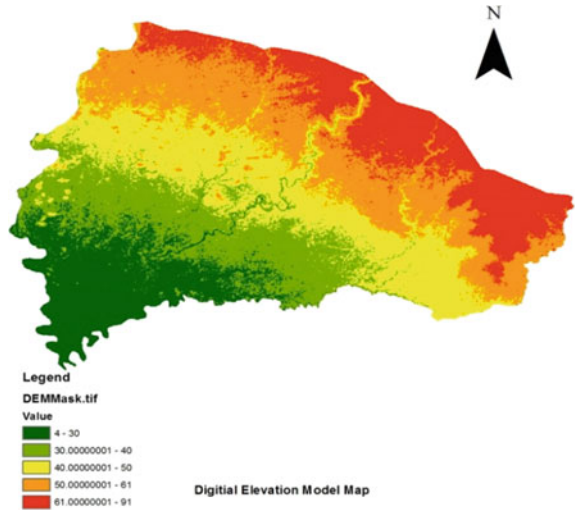 N
Legend
DEMMask.tif
Value
4 - 30
30.00000001 - 40
40.00000001 - 50
50.00000001 - 61
61.00000001 - 91
Digitial Elevation Model Map